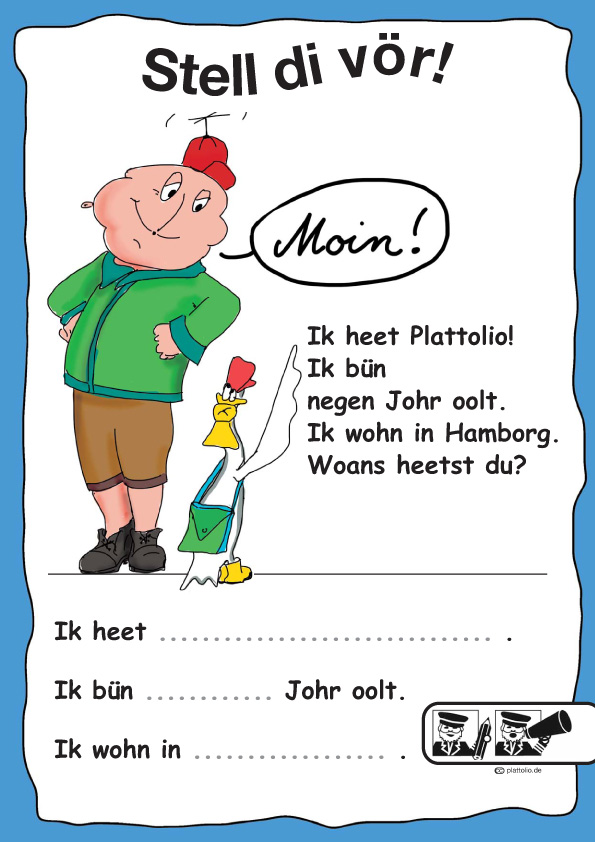 Stell di vör!
Moin!
Ik heet Plattolio!
Ik bün
negen Johr oolt.
Ik wohn in Hamborg.
Woans heetst du?
Ik heet ............................... .
Ik bün ............ Johr oolt.
Ik wohn in .................. .
cc plattolio.de